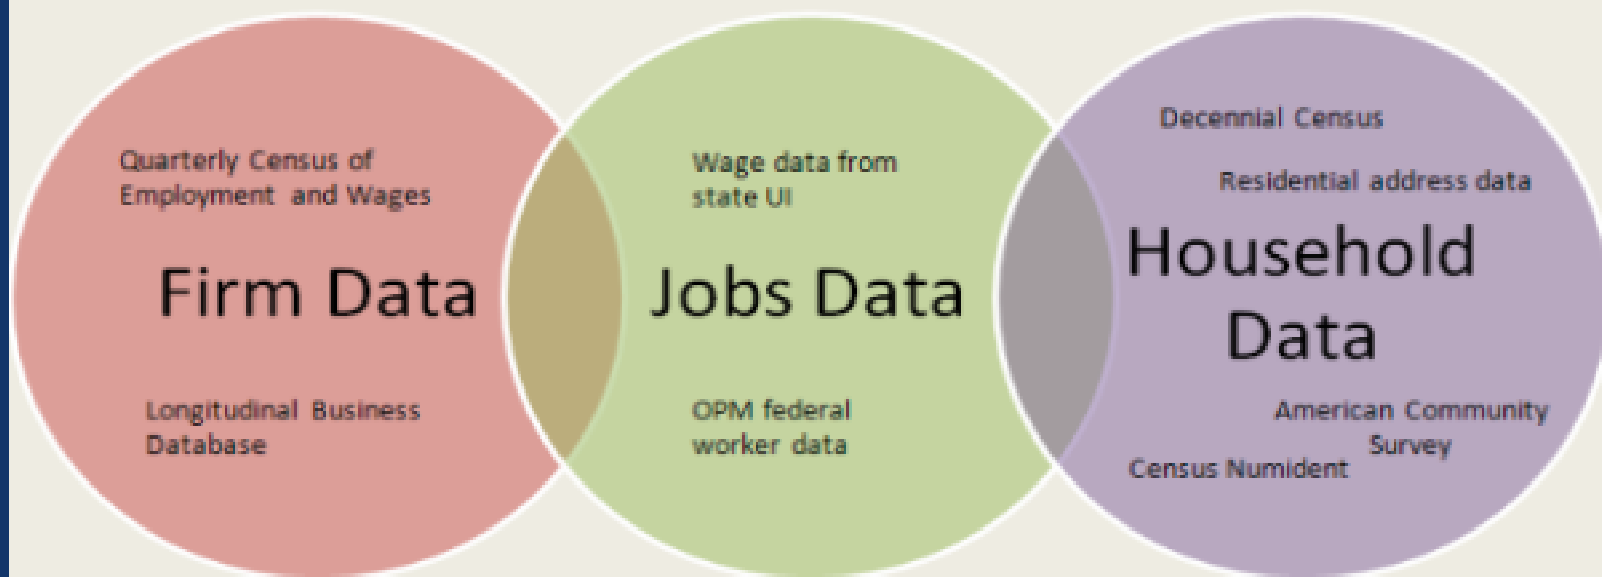 Quarterly Census of
Employment and Wages
Firm Data
Longitudinal Business
Database
Wage data from
state UI
Jobs Data
OPM federal
worker data
Decennial Census
Residential address data
Household
Data
American Community
Survey
Census Numident